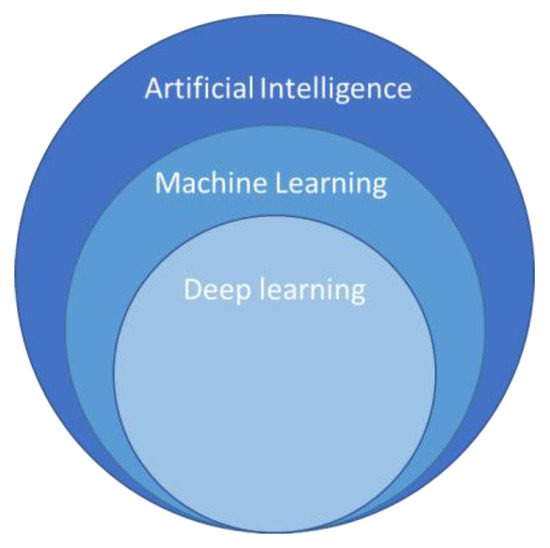 Artificial Intelligence
Machine Learning
Deep learning